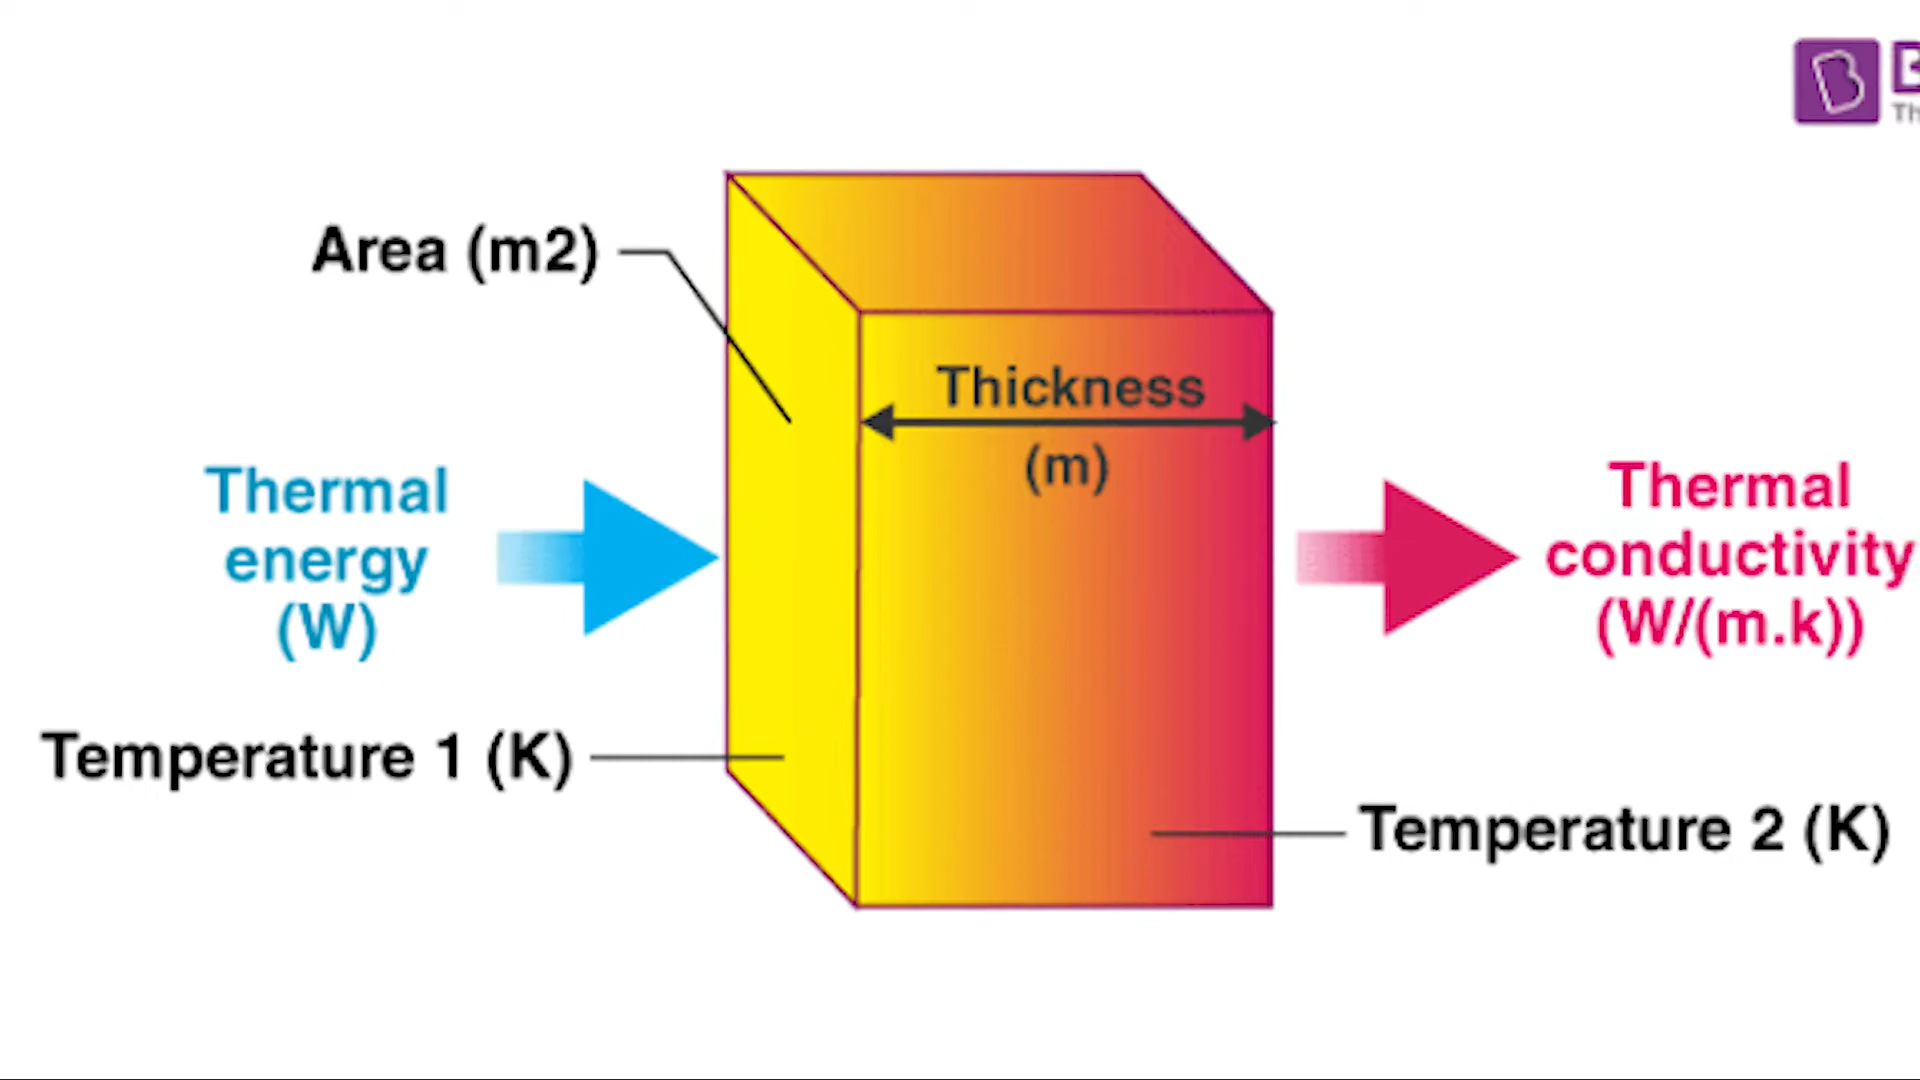 Area (m2)
Thickness
(m)
Thermal
energy
(W)
Thermal
conductivity
(W/(m.k))
Temperature 1 (K)
Temperature 2 (K)